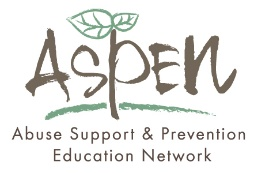 ASPEN
Abuse Support & Prevention
Education Network